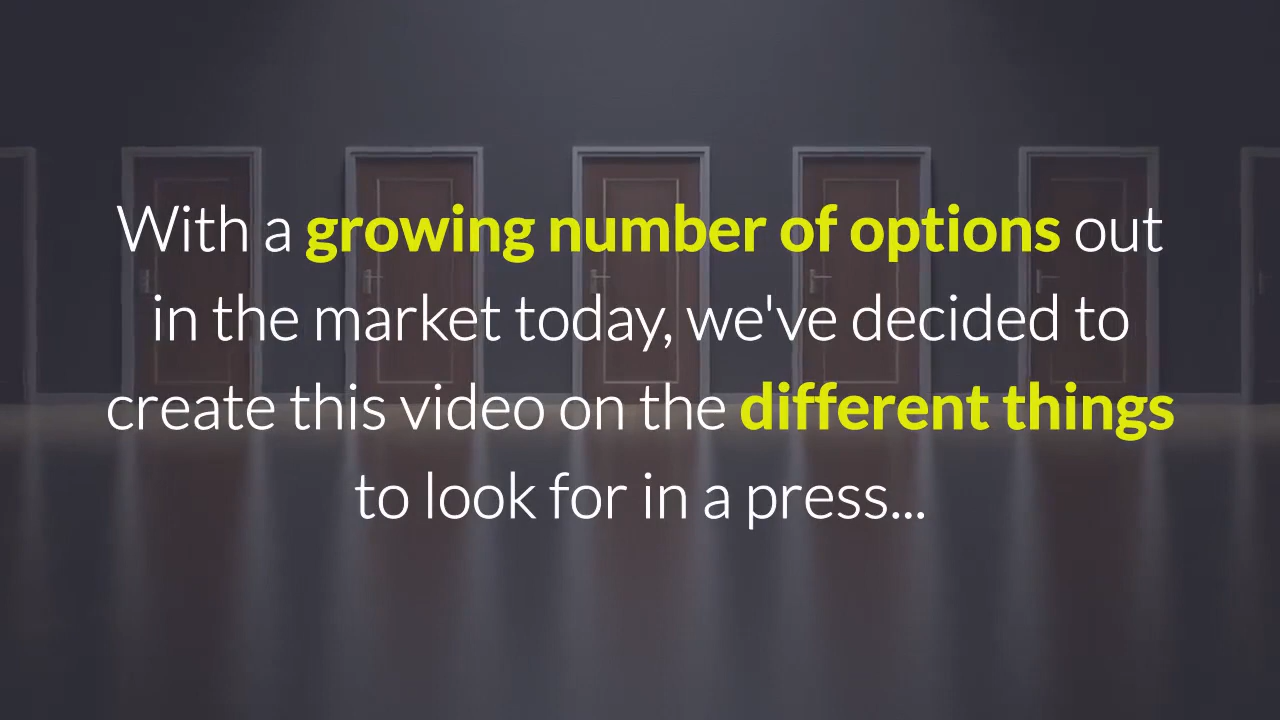 With a growing number of options out
in the market today, we've decided to
create this video on the different things
to look for in a press...